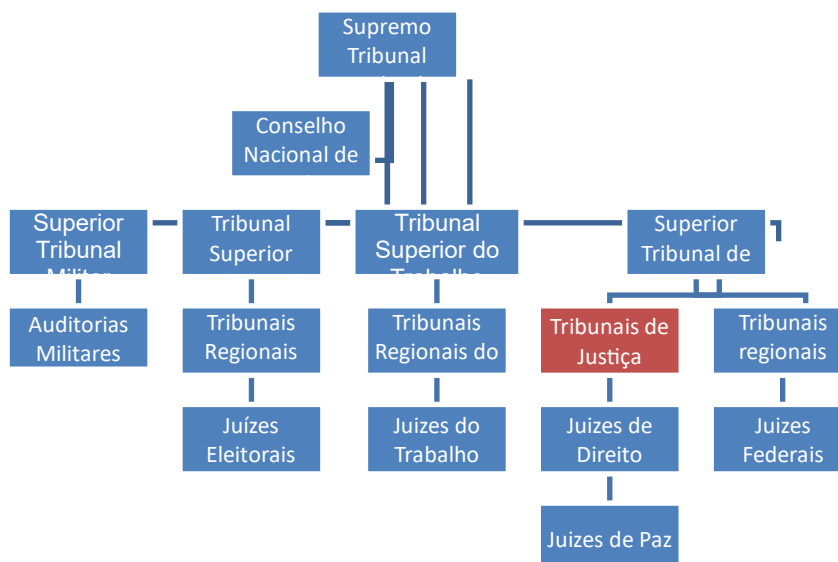 Supremo
Tribunal
Conselho
Nacional de
Superior
Tribunal
Militar
Tribunal
Superior
Tribunal
Superior do
Trabalho
Superior
Tribunal de
Auditorias
Militares
Tribunais
Regionais
Tribunais
Regionais do
Tribunais de
Justiça
Tribunais
regionais
Juízes
Eleitorais
Juizes do
Trabalho
Juizes de
Direito
Juizes
Federais
Juizes de Paz